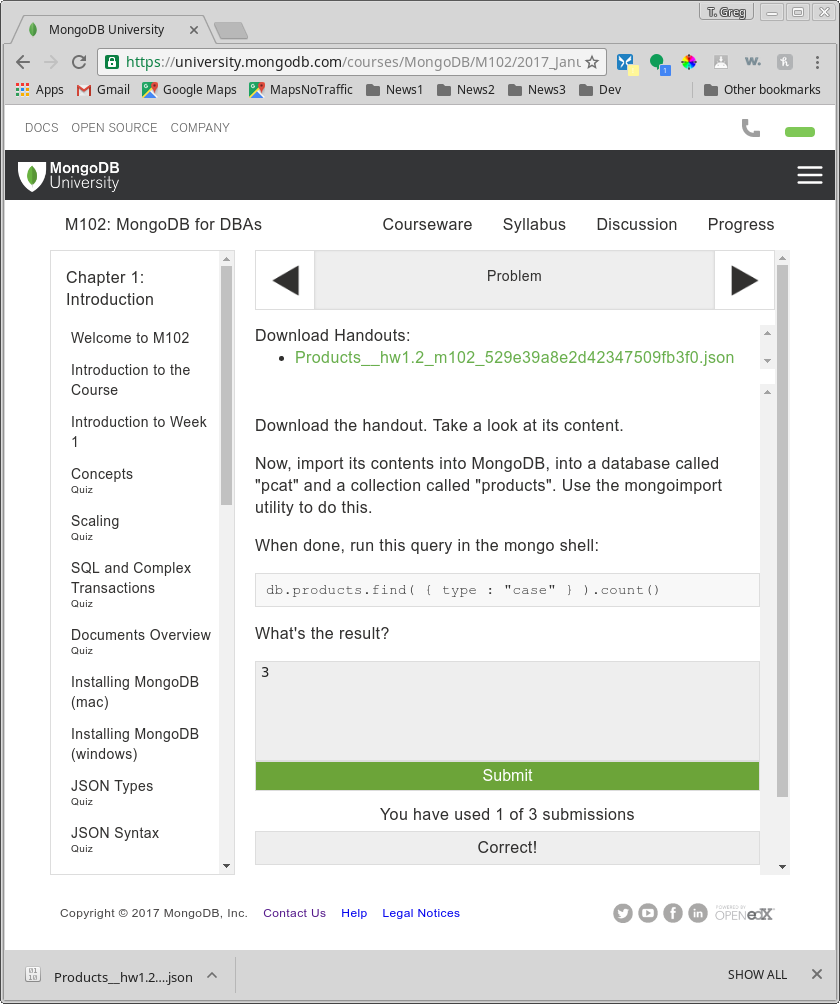 T. Greg
MongoDB University
https://university.mongodb.com/courses/MongoDB/M102/2017_Janu
1
w.
Apps
Gmail
Google Maps
MapsNoTraffic
News1
News2
News3
Dev
Other bookmarks
DOCS OPEN SOURCE COMPANY
MongoDB
University
M102: MongoDB for DBAs
Courseware Syllabus Discussion Progress
Chapter 1:
Introduction
Welcome to M102
Introduction to the
Course
Introduction to Week
1
Concepts
Quiz
Scaling
Quiz
SQL and Complex
Transactions
Quiz
Documents Overview
Quiz
Installing MongoDB
(mac)
Installing MongoDB
(windows)
JSON Types
Quiz
JSON Syntax
Quiz
Problem
Download Handouts:
• Products__hw1.2_m102_529e39a8e2d42347509fb3f0.json
Download the handout. Take a look at its content.
Now, import its contents into MongoDB, into a database called
"pcat" and a collection called "products". Use the mongoimport
utility to do this.
When done, run this query in the mongo shell:
db.products.find( { type : "case" } ).count()
What's the result?
3
Submit
You have used 1 of 3 submissions
Correct!
Copyright © 2017 MongoDB, Inc. Contact Us Help Legal Notices
POWERED BY
OPEN edX
Products__hw1.2....json
SHOW ALL